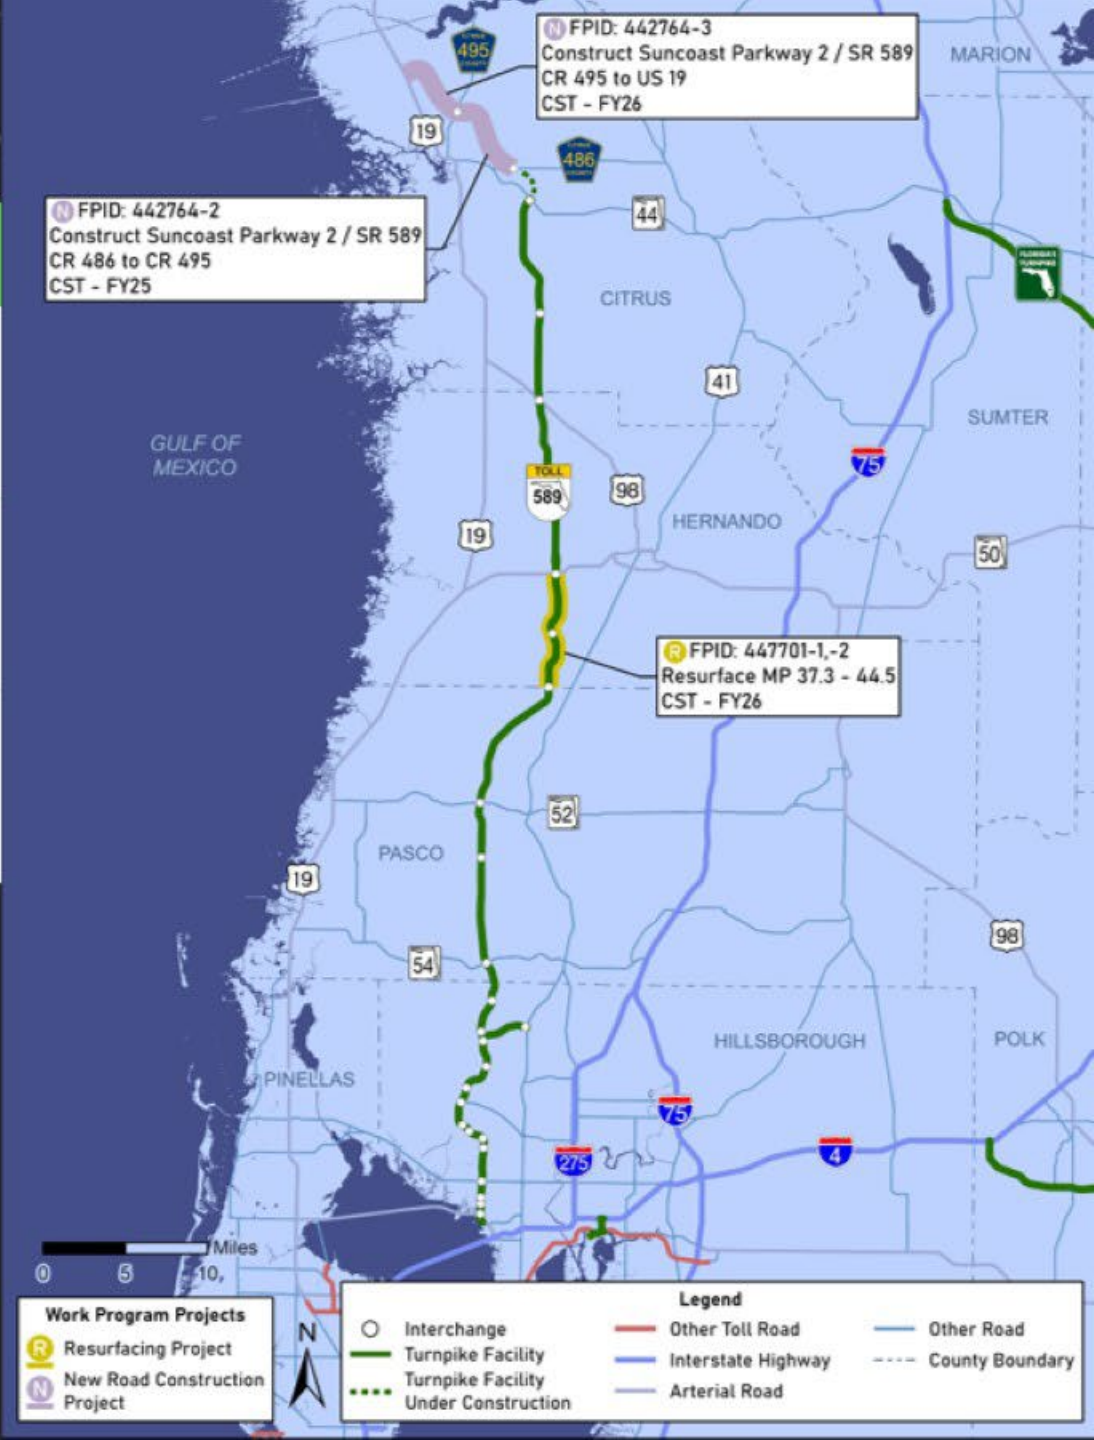 N FPID: 442764-3
Construct Suncoast Parkway 2 / SR 589
CR 495 to US 19
CST - FY26
MARION
495
COUNTY
19
486
COUNTY
N FPID: 442764-2
Construct Suncoast Parkway 2 / SR 589
CR 486 to CR 495
CST - FY25
44
FLORIDA'S
TURNPIKE
CITRUS
41
SUMTER
GULF OF
MEXICO
75
TOLL
589
98
HERNANDO
19
50
R FPID: 447701-1,-2
Resurface MP 37.3 - 44.5
CST - FY26
52
PASCO
19
98
54
HILLSBOROUGH
POLK
PINELLAS
75
275
4
Miles
0 5 10
Work Program Projects
R Resurfacing Project
N New Road Construction
Project
N
Legend
Interchange
Turnpike Facility
Turnpike Facility
Under Construction
Other Toll Road
Interstate Highway
Arterial Road
Other Road
County Boundary